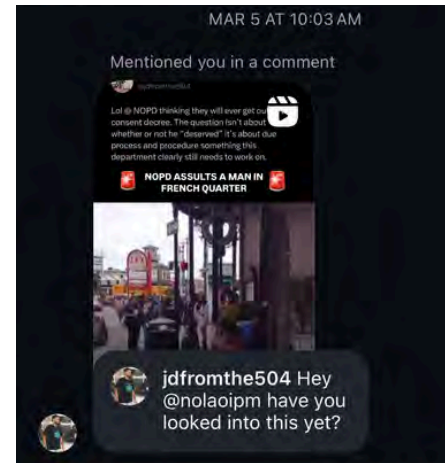 MAR 5 AT 10:03 AM
Mentioned you in a comment
Lol @ NOPD thinking they will ever get ou
consent decree. The question isn't about
whether or not he "deserved" it's about due
process and procedure something this
department clearly still needs to work on.
🚨 NOPD ASSULTS A MAN IN 🚨
FRENCH QUARTER
jdfromthe504 Hey
@nolaoipm have you
looked into this yet?